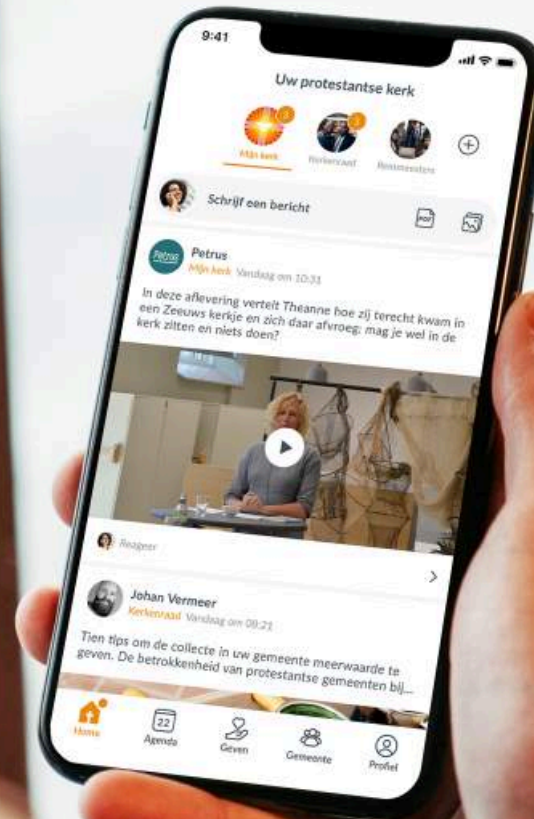 9:41
Uw protestantse kerk
3
3
Mijn kerk
Kerkenraad
Rentmeesters
Schrijf een bericht
PDF
Petrus
Petrus
Mijn kerk Vandaag om 10:31
In deze aflevering vertelt Theanne hoe zij terecht kwam in
een Zeeuws kerkje en zich daar afvroeg: mag je wel in de
kerk zitten en niets doen?
Reageer
Johan Vermeer
Kerkenraad Vandaag om 09:21
Tien tips om de collecte in uw gemeente meerwaarde te
geven. De betrokkenheid van protestantse gemeenten bij...
22
Home
Agenda
Geven
Gemeente
Profiel